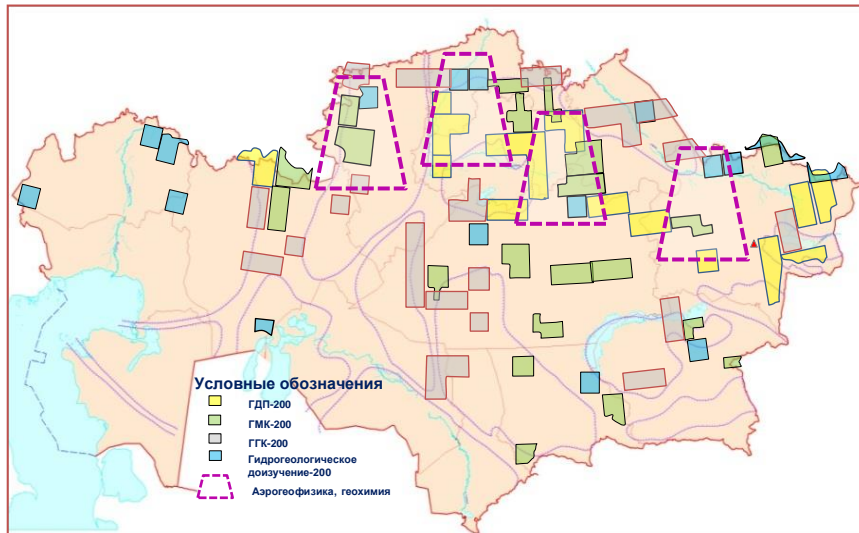 Условные обозначения
ГДП-200
ГМК-200
ГГК-200
Гидрогеологическое
доизучение-200
Аэрогеофизика, геохимия